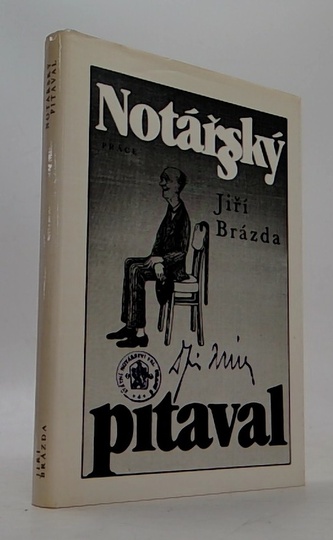 NOTÁŘSKÝ
PITAVAL
JIŘÍ
BRÁZDA
Notářský
PRÁCE
Jiří
Brázda
pitaval